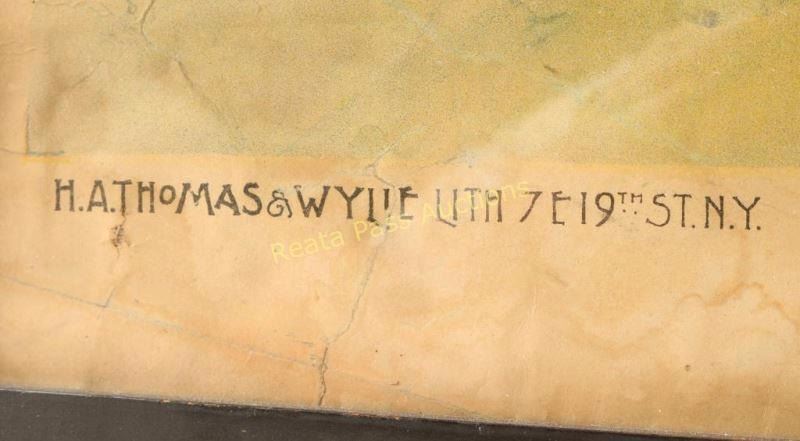 H.A.THOMAS & WYLIE LITH 7 E 19TH ST. N.Y.
Reata Pass Auctions